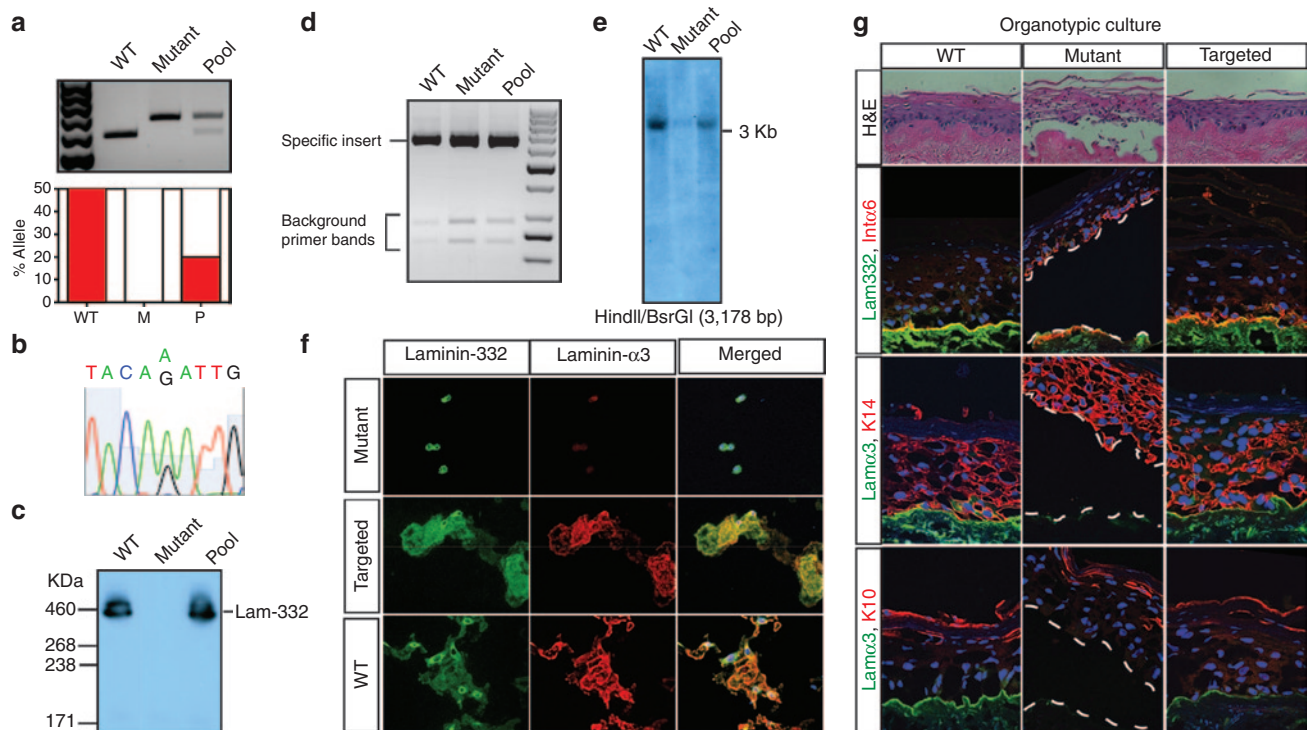 a
WT Mutant Pool
% Allele
50
40
30
20
10
0
WT M P
b
A
TACAGATTG
c
WT Mutant Pool
KDa
460
268
238
171
Lam-332
d
WT Mutant Pool
Specific insert
Background
primer bands
e
WT Mutant Pool
3 Kb
HindII/BsrGI (3,178 bp)
f
Laminin-332 Laminin-α3 Merged
Mutant
Targeted
WT
g
Organotypic culture
WT Mutant Targeted
H&E
Lam332, Intα6
Lamα3, K14
Lamα3, K10